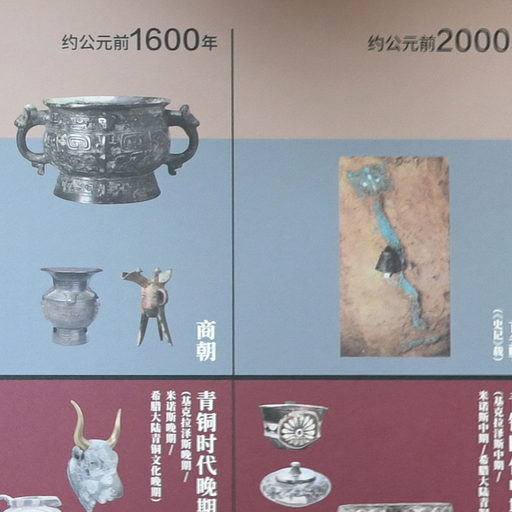 约公元前1600年
约公元前2000
商朝
(《史记》载)
青铜时代晚期
(基克拉泽斯晚期/
米诺斯晚期/
希腊大陆青铜文化晚期)
(基克拉泽斯中期/
米诺斯中期/希腊大陆青